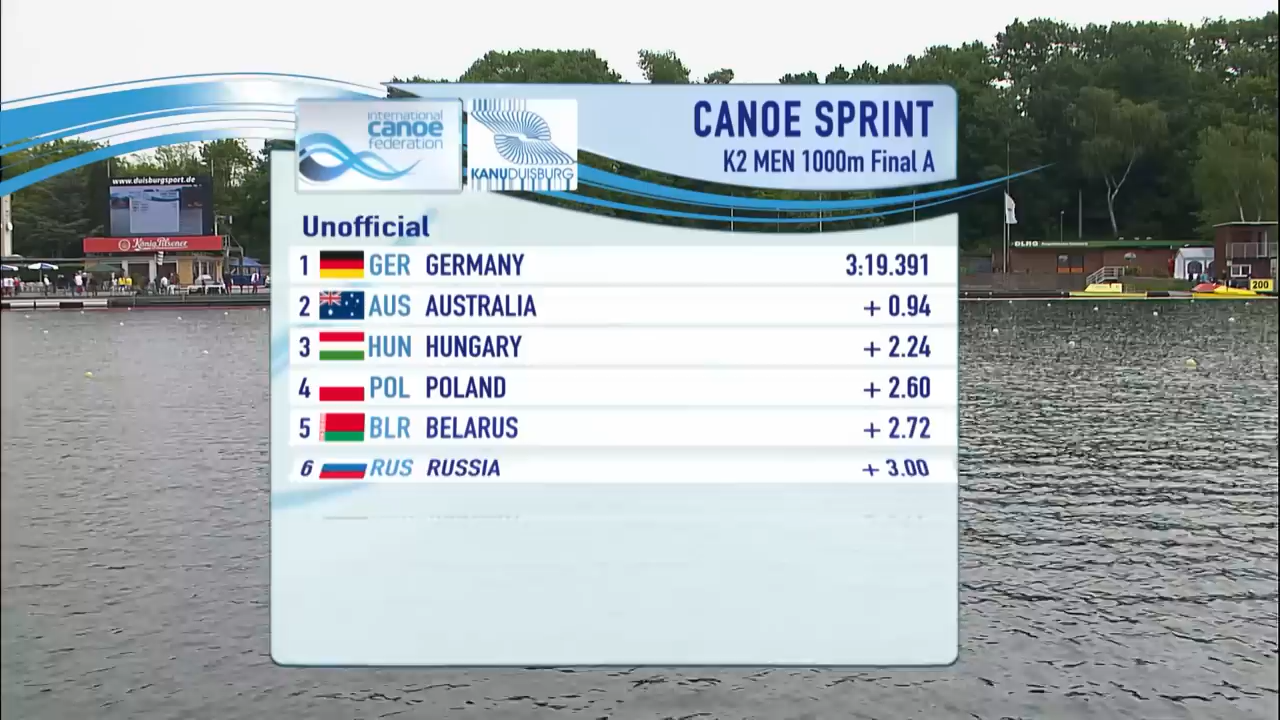 international
canoe
federation
KANUDUISBURG
CANOE SPRINT
K2 MEN 1000m Final A
www.duisburgsport.de
König Pilsener
Unofficial
1 GER GERMANY 3:19.391
2 AUS AUSTRALIA + 0.94
3 HUN HUNGARY + 2.24
4 POL POLAND + 2.60
5 BLR BELARUS + 2.72
6 RUS RUSSIA + 3.00
DLRG
200